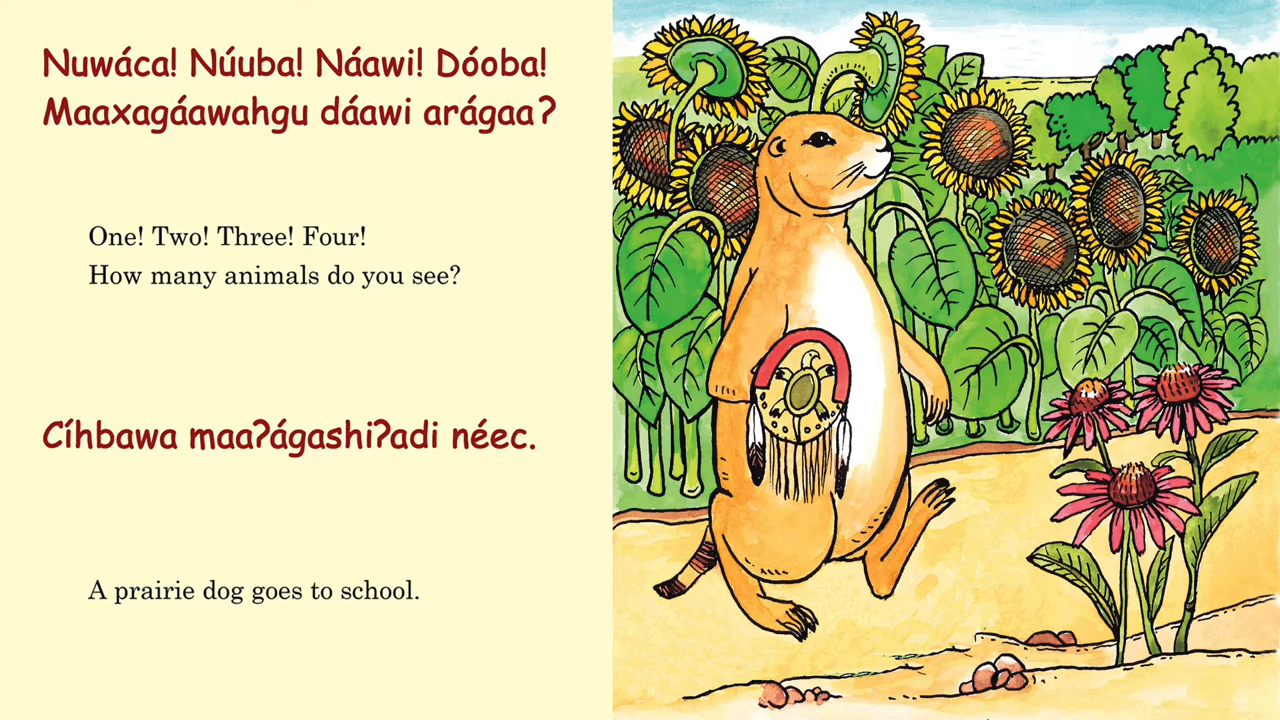 Nuwáca! Núuba! Náawi! Dóoba!
Maaxagáawahgu dáawi arágaa?
One! Two! Three! Four!
How many animals do you see?
Cíhbawa maaʔágashiʔadi néec.
A prairie dog goes to school.